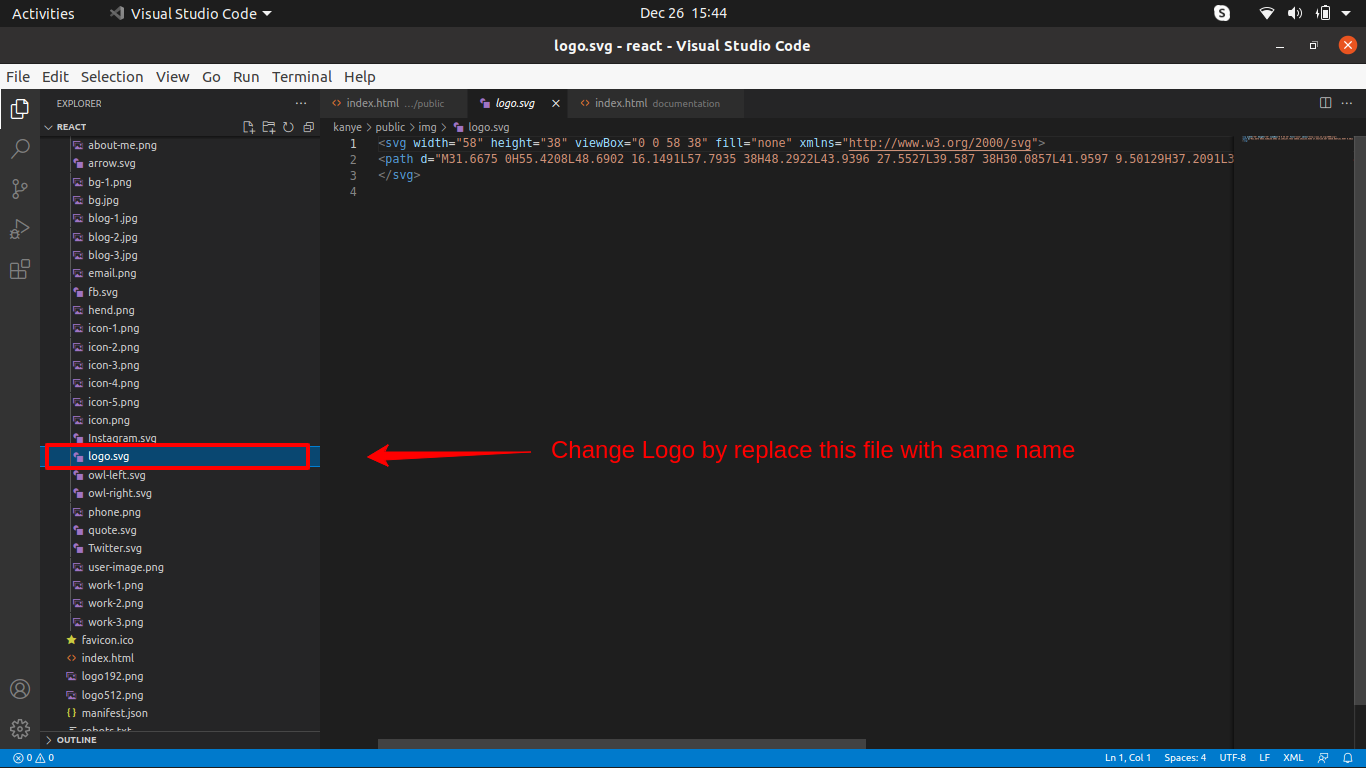 Activities
Visual Studio Code
Dec 26 15:44
logo.svg - react - Visual Studio Code
File Edit Selection View Go Run Terminal Help
EXPLORER
REACT
about-me.png
arrow.svg
bg-1.png
bg.jpg
blog-1.jpg
blog-2.jpg
blog-3.jpg
email.png
fb.svg
hend.png
icon-1.png
icon-2.png
icon-3.png
icon-4.png
icon-5.png
icon.png
Instagram.svg
logo.svg
owl-left.svg
owl-right.svg
phone.png
quote.svg
Twitter.svg
user-image.png
work-1.png
work-2.png
work-3.png
favicon.ico
index.html
logo192.png
logo512.png
manifest.json
robots.txt
OUTLINE
index.html .../public
logo.svg
index.html documentation
kanye > public > img > logo.svg
1 <svg width="58" height="38" viewBox="0 0 58 38" fill="none" xmlns="http://www.w3.org/2000/svg">
2 <path d="M31.6675 0H55.4208L48.6902 16.1491L57.7935 38H48.2922L43.9396 27.5527L39.587 38H30.0857L41.9597 9.50129H37.2091L3
3 </svg>
4
Change Logo by replace this file with same name
0 0
Ln 1, Col 1 Spaces: 4 UTF-8 LF XML